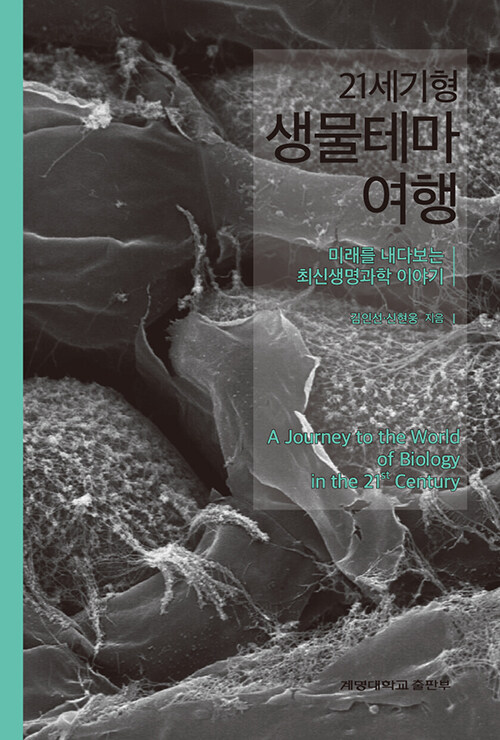 21세기형
생물테마
여행
미래를 내다보는
최신생명과학 이야기
김인선·신현웅 지음
A Journey to the World
of Biology
in the 21st Century
계명대학교 출판부